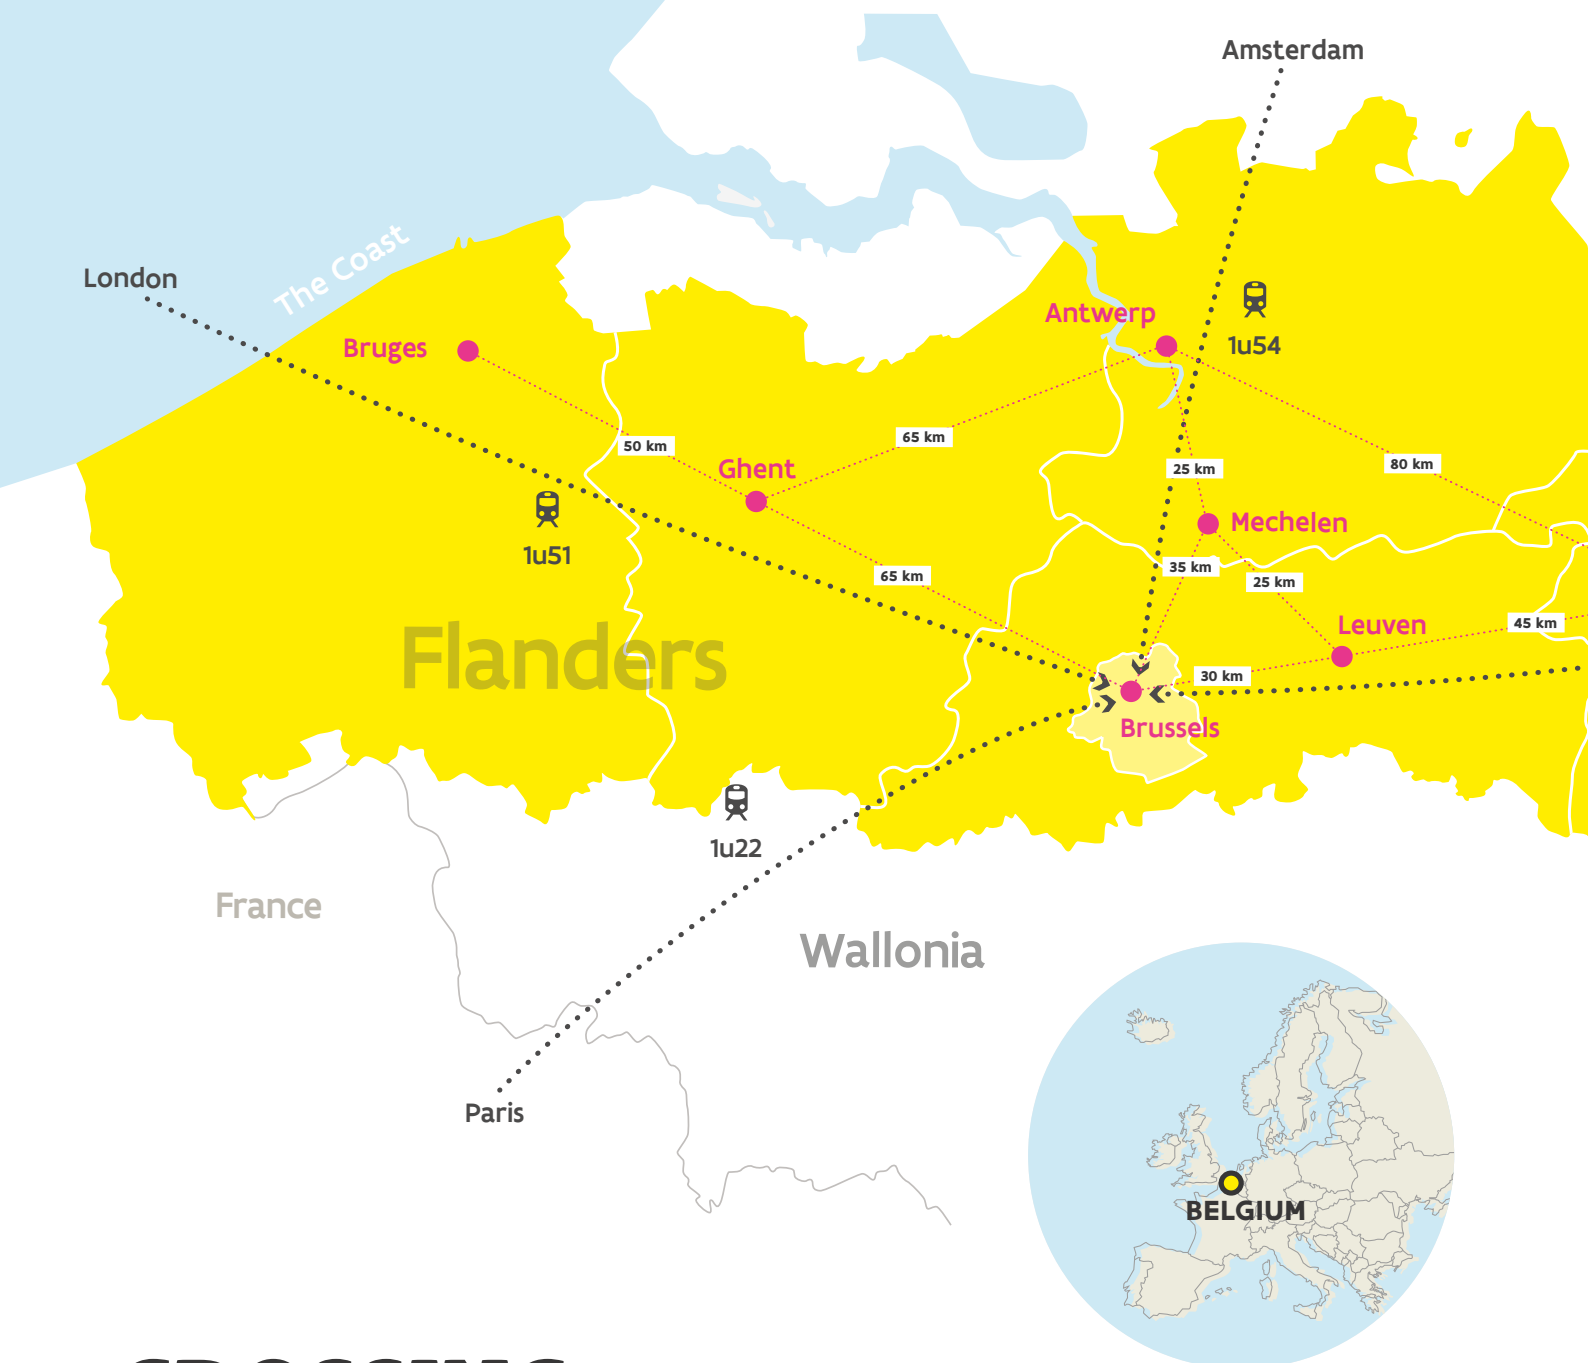 Amsterdam
London
The Coast
Antwerp
1u54
Bruges
50 km
65 km
Ghent
25 km
80 km
1u51
Mechelen
65 km
35 km
25 km
Flanders
Leuven
45 km
30 km
Brussels
1u22
France
Wallonia
Paris
BELGIUM
CROSSING